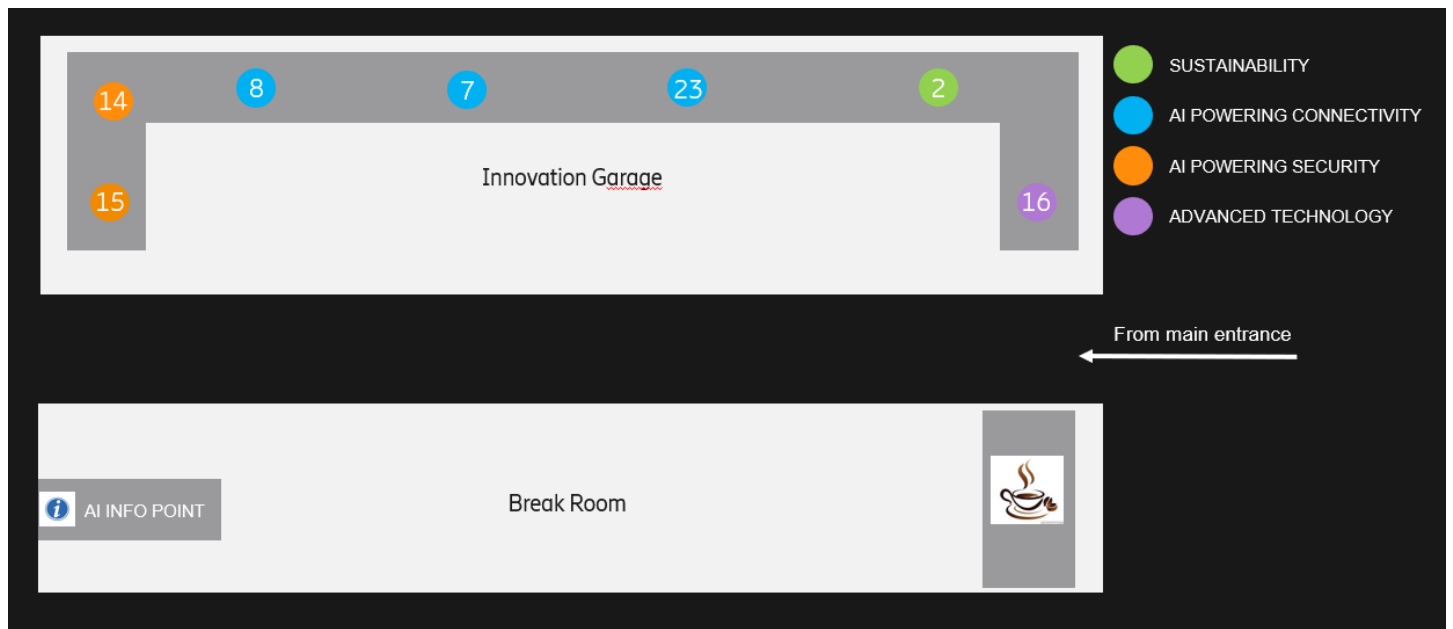 14
8
7
23
2
15
Innovation Garage
16
SUSTAINABILITY
AI POWERING CONNECTIVITY
AI POWERING SECURITY
ADVANCED TECHNOLOGY
From main entrance
i AI INFO POINT
Break Room